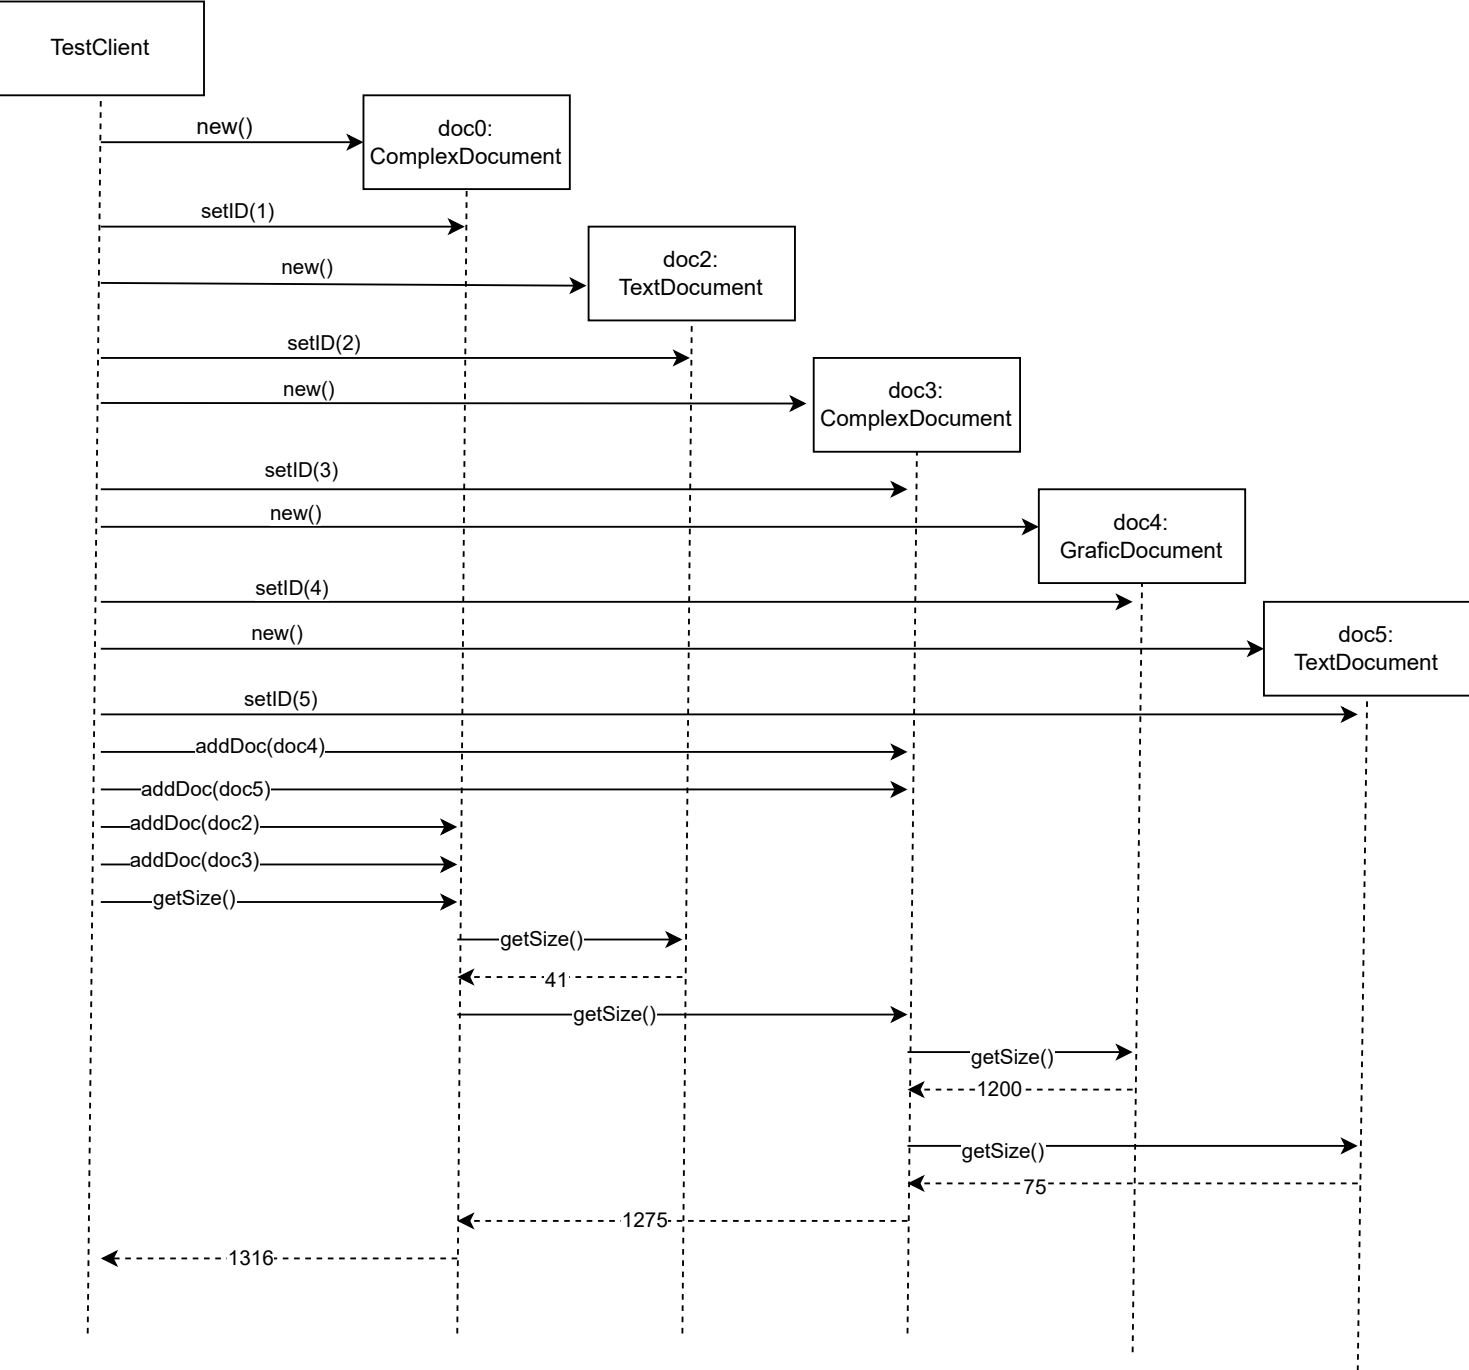 TestClient
new()
doc0:
ComplexDocument
setID(1)
new()
doc2:
TextDocument
setID(2)
new()
doc3:
ComplexDocument
setID(3)
new()
doc4:
GraficDocument
setID(4)
new()
doc5:
TextDocument
setID(5)
addDoc(doc4)
addDoc(doc5)
addDoc(doc2)
addDoc(doc3)
getSize()
getSize()
41
getSize()
getSize()
1200
getSize()
75
1275
1316